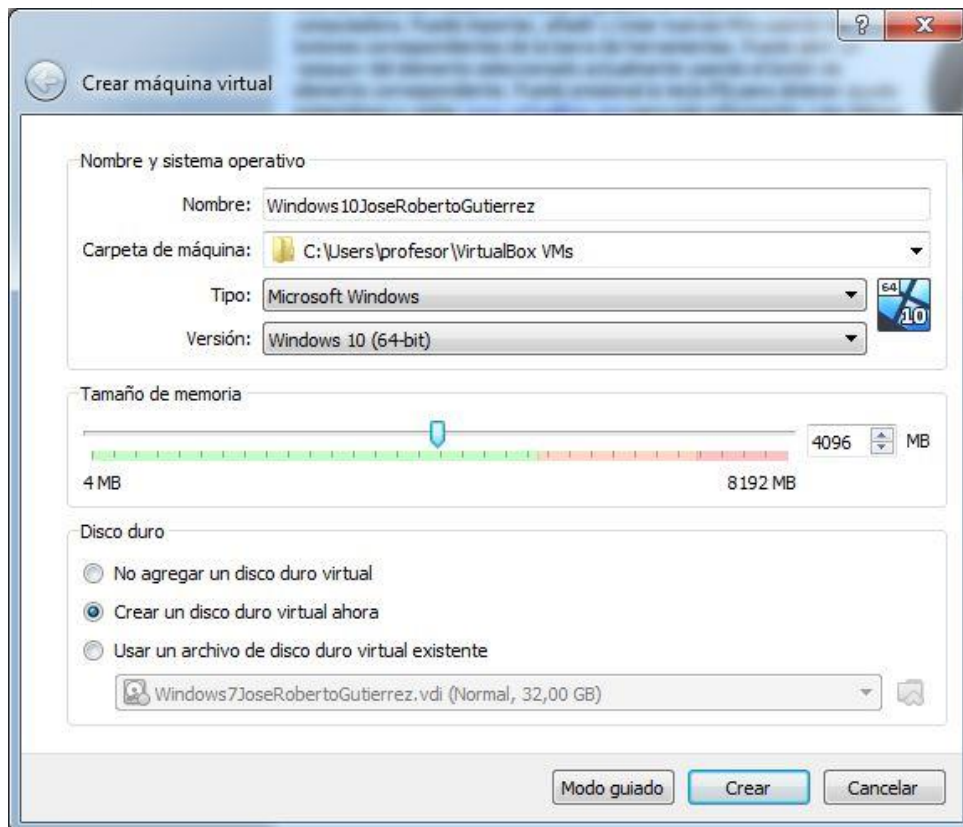 Crear máquina virtual
Nombre y sistema operativo
Nombre: Windows10JoseRobertoGutierrez
Carpeta de máquina: C:\Users\profesor\VirtualBox VMs
Tipo: Microsoft Windows
64
Versión: Windows 10 (64-bit)
10
Tamaño de memoria
4096 MB
4 MB 8192 MB
Disco duro
No agregar un disco duro virtual
Crear un disco duro virtual ahora
Usar un archivo de disco duro virtual existente
Windows7JoseRobertoGutierrez.vdi (Normal, 32,00 GB)
Modo guiado Crear Cancelar